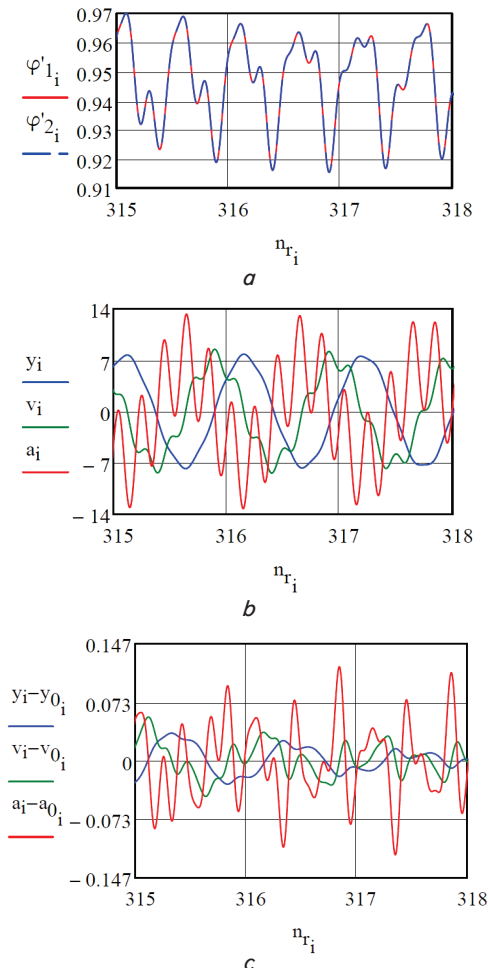 0.97
0.96
0.95
0.94
0.93
0.92
0.91
φ'1i
φ'2i
315 316 317 318
nri
a
14
7
0
−7
−14
yi
vi
ai
315 316 317 318
nri
b
0.147
0.073
0
−0.073
−0.147
yi−y0i
vi−v0i
ai−a0i
315 316 317 318
nri
c